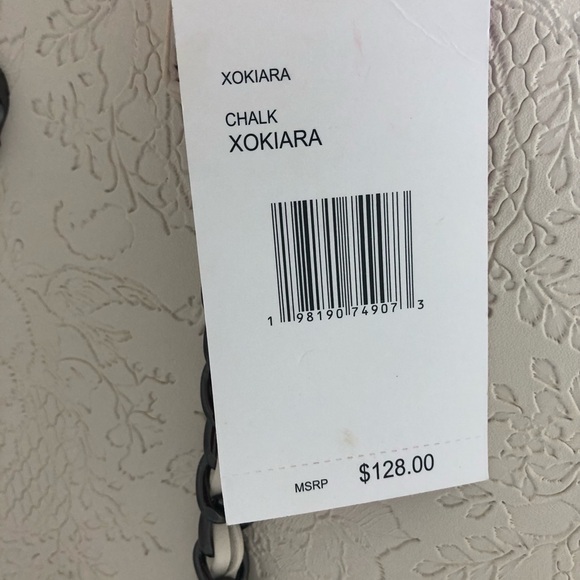 XOKIARA
CHALK
XOKIARA
1 98190 74907 3
MSRP $128.00